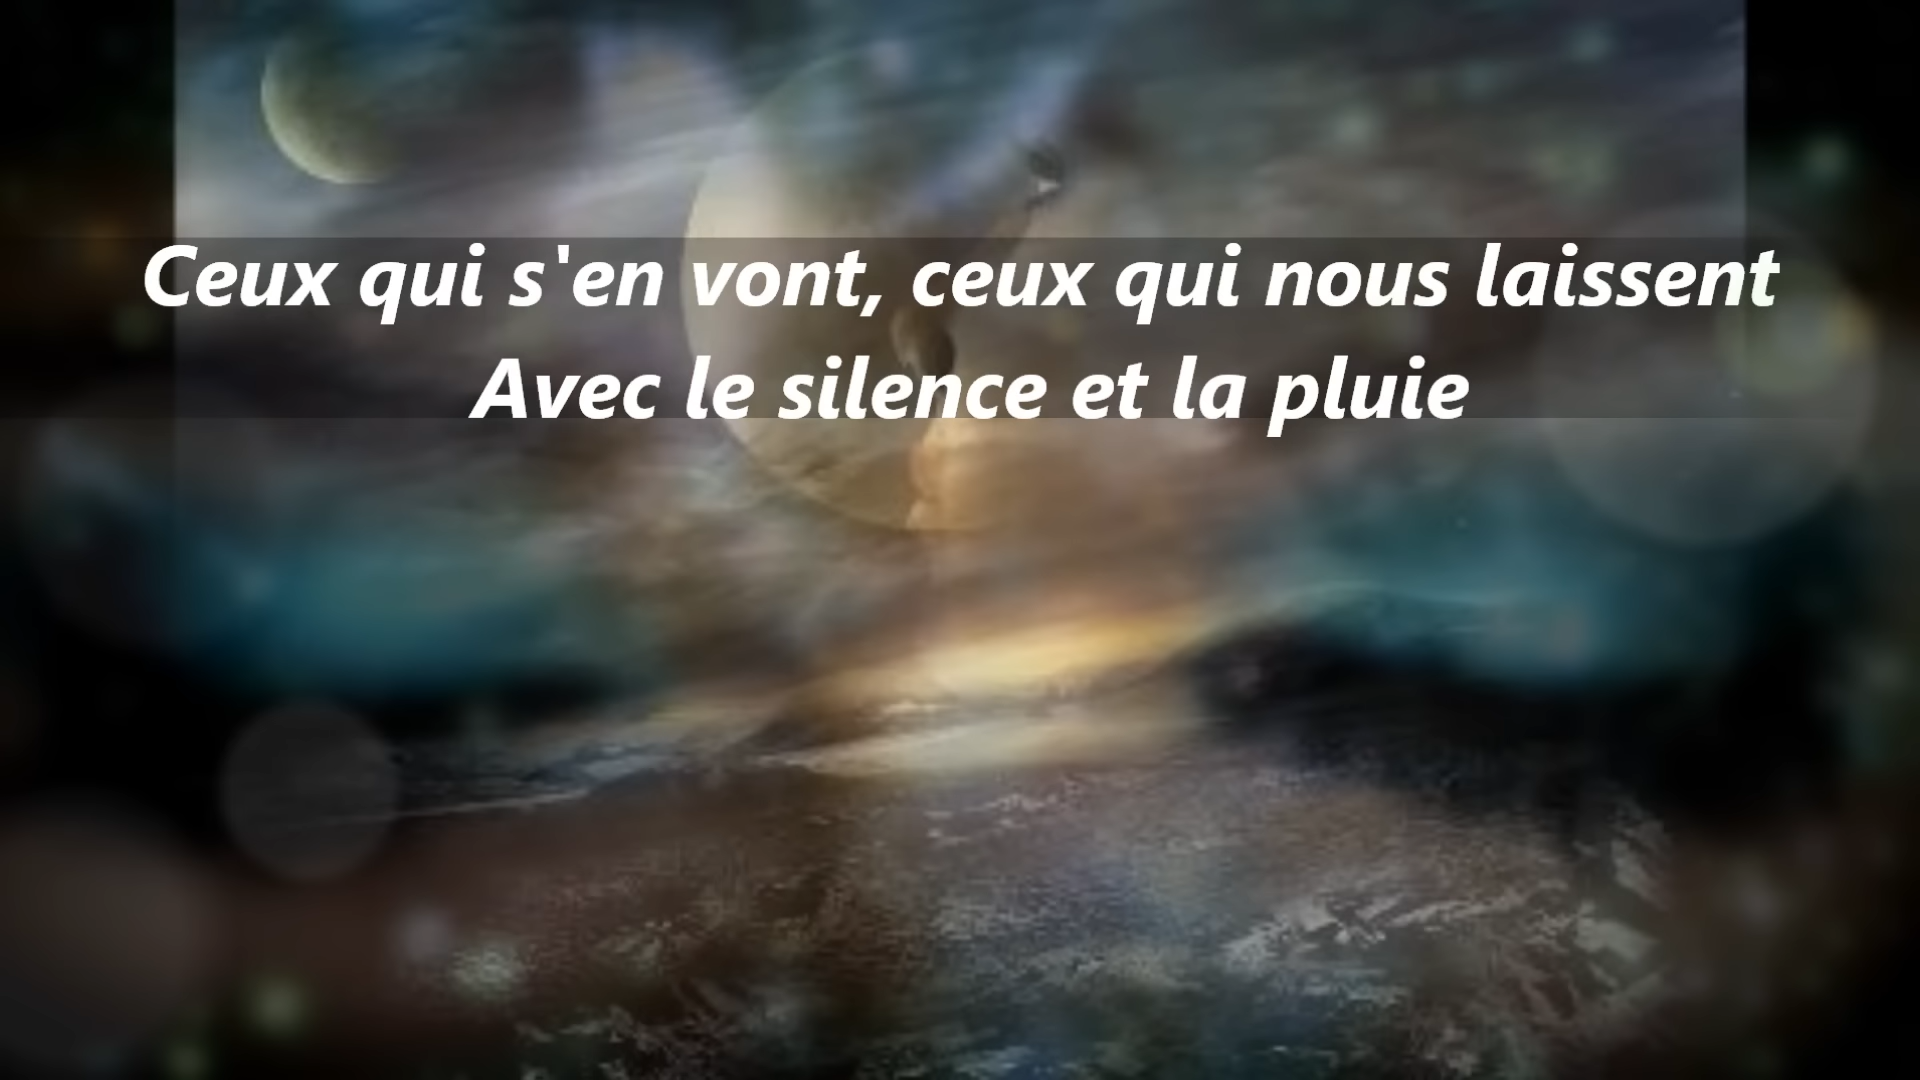 Ceux qui s'en vont, ceux qui nous laissent
Avec le silence et la pluie